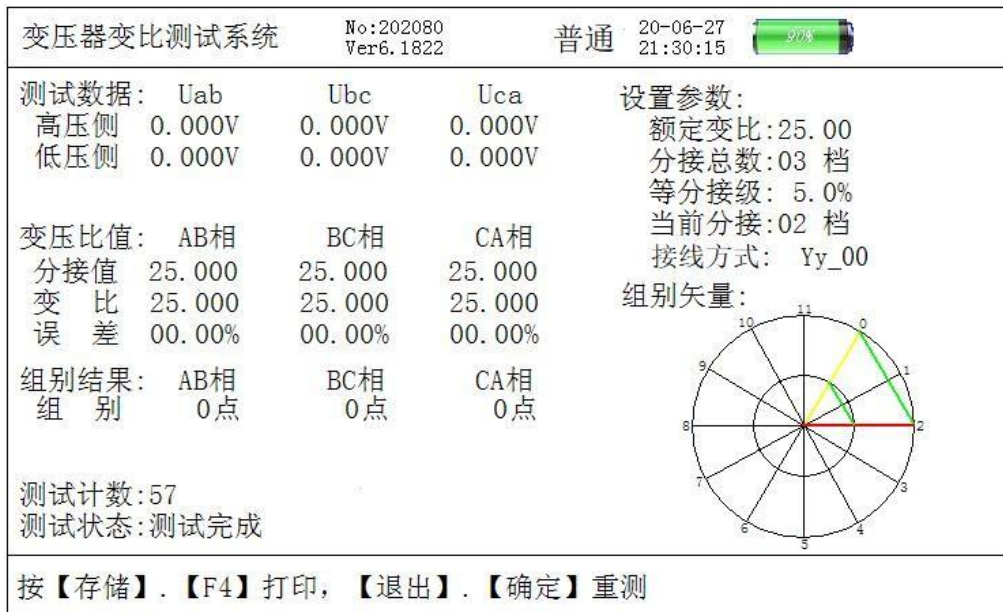 变压器变比测试系统 No:202080 普通 20-06-27 90%
Ver6.1822 21:30:15
测试数据: Uab Ubc Uca
高压侧 0.000V 0.000V 0.000V
低压侧 0.000V 0.000V 0.000V
变压比值: AB相 BC相 CA相
分接值 25.000 25.000 25.000
变 比 25.000 25.000 25.000
误 差 00.00% 00.00% 00.00%
组别结果: AB相 BC相 CA相
组 别 0点 0点 0点
测试计数:57
测试状态:测试完成
设置参数:
额定变比:25.00
分接总数:03 档
等分接级: 5.0%
当前分接:02 档
接线方式: Yy_00
组别矢量:
11
10 0
9 1
8 2
7 3
6 4
5
按【存储】.【F4】打印, 【退出】.【确定】重测